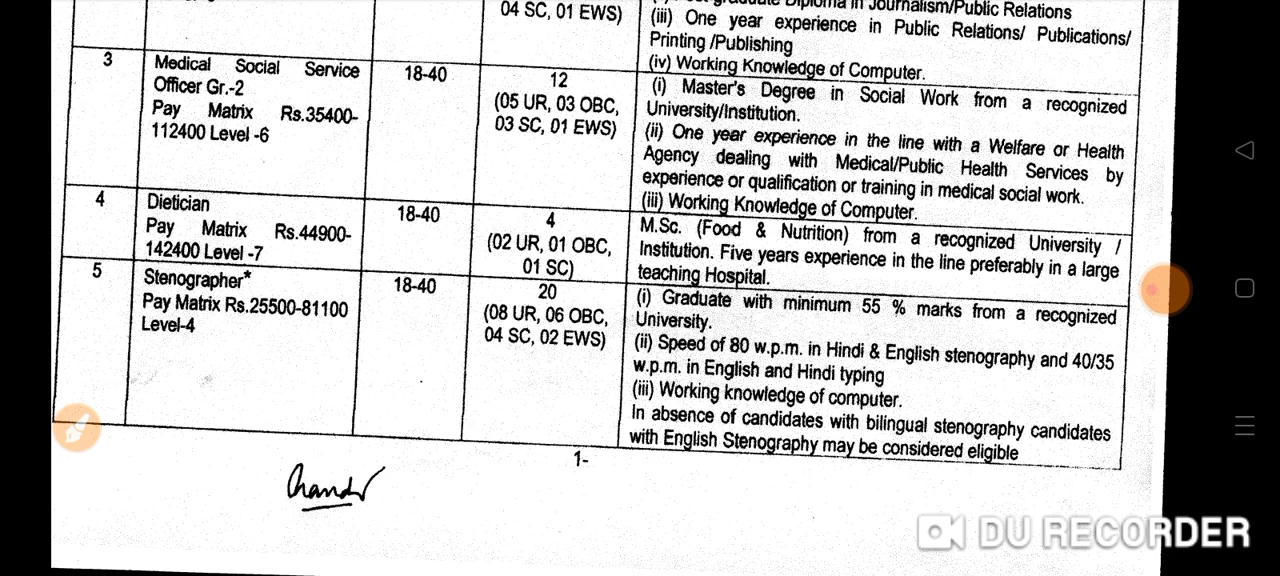 04 SC, 01 EWS)
Diploma in Journalism/Public Relations
(iii) One year experience in Public Relations/ Publications/
Printing /Publishing
(iv) Working Knowledge of Computer.
3
Medical Social Service
Officer Gr.-2
Pay Matrix Rs.35400-
112400 Level -6
18-40
12
(05 UR, 03 OBC,
03 SC, 01 EWS)
(i) Master's Degree in Social Work from a recognized
University/Institution.
(ii) One year experience in the line with a Welfare or Health
Agency dealing with Medical/Public Health Services by
experience or qualification or training in medical social work.
(iii) Working Knowledge of Computer.
4
Dietician
Pay Matrix Rs.44900-
142400 Level -7
18-40
4
(02 UR, 01 OBC,
01 SC)
M.Sc. (Food & Nutrition) from a recognized University /
Institution. Five years experience in the line preferably in a large
teaching Hospital.
5
Stenographer*
Pay Matrix Rs.25500-81100
Level-4
18-40
20
(08 UR, 06 OBC,
04 SC, 02 EWS)
(i) Graduate with minimum 55 % marks from a recognized
University.
(ii) Speed of 80 w.p.m. in Hindi & English stenography and 40/35
w.p.m. in English and Hindi typing
(iii) Working knowledge of computer.
In absence of candidates with bilingual stenography candidates
with English Stenography may be considered eligible
1-
DU RECORDER